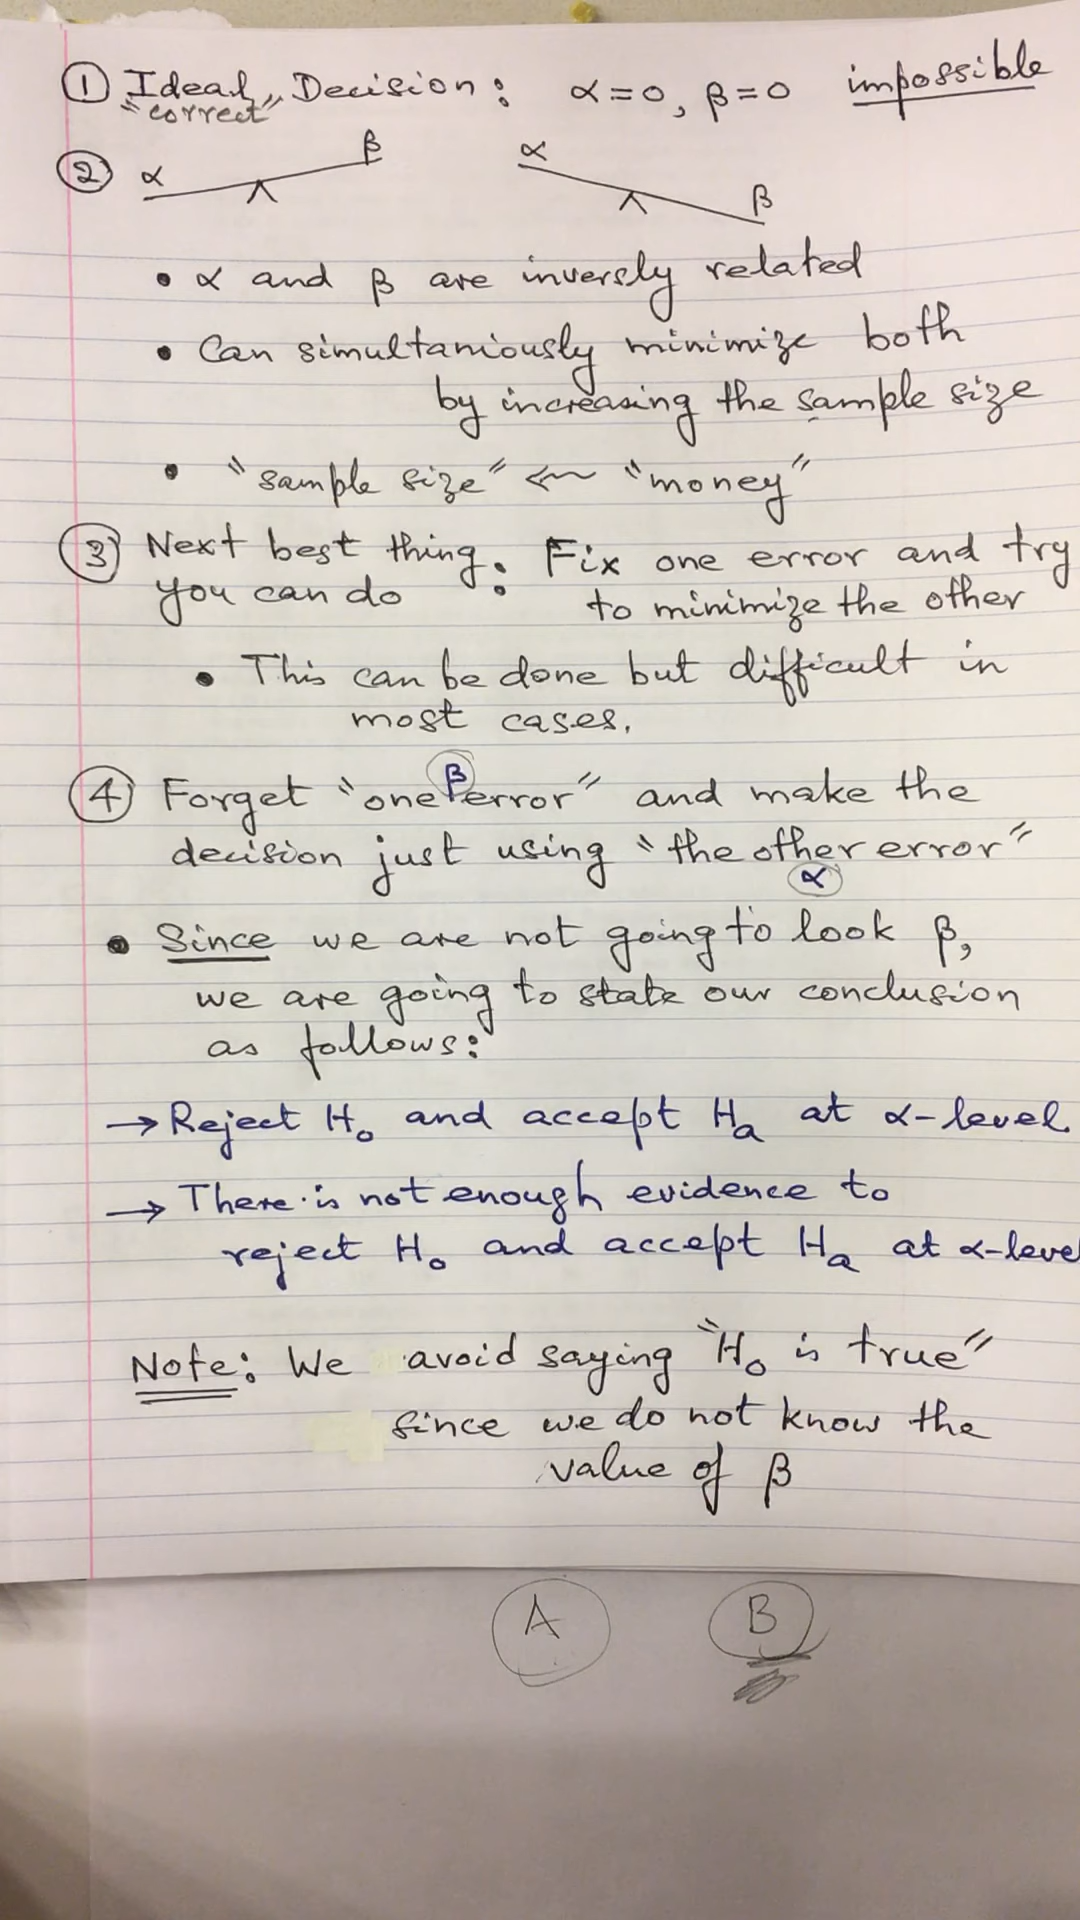 ① Ideal, Decision: α=0, β=0 impossible
"correct"
② α β α β
• α and β are inversly related
• Can simultaniously minimize both
by increasing the sample size
• "sample size" ← "money"
③ Next best thing: Fix one error and try
you can do to minimize the other
• This can be done but difficult in
most cases.
β
④ Forget "one error" and make the
decision just using "the other error"
α
• Since we are not going to look β,
we are going to state our conclusion
as follows:
→ Reject H₀ and accept Hₐ at α-level
→ There is not enough evidence to
reject H₀ and accept Hₐ at α-level
Note: We avoid saying "H₀ is true"
since we do not know the
value of β
A B